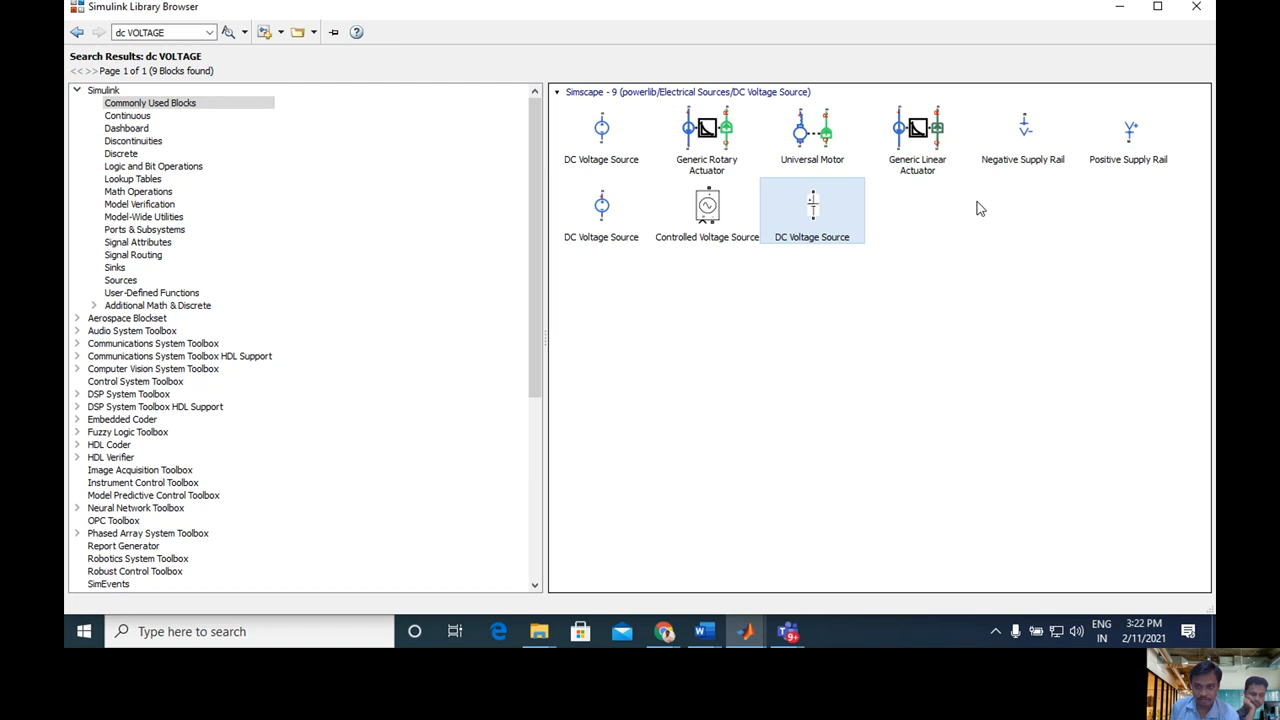 Simulink Library Browser
dc VOLTAGE
Search Results: dc VOLTAGE
<< >> Page 1 of 1 (9 Blocks found)
Simulink
Commonly Used Blocks
Continuous
Dashboard
Discontinuities
Discrete
Logic and Bit Operations
Lookup Tables
Math Operations
Model Verification
Model-Wide Utilities
Ports & Subsystems
Signal Attributes
Signal Routing
Sinks
Sources
User-Defined Functions
Additional Math & Discrete
Aerospace Blockset
Audio System Toolbox
Communications System Toolbox
Communications System Toolbox HDL Support
Computer Vision System Toolbox
Control System Toolbox
DSP System Toolbox
DSP System Toolbox HDL Support
Embedded Coder
Fuzzy Logic Toolbox
HDL Coder
HDL Verifier
Image Acquisition Toolbox
Instrument Control Toolbox
Model Predictive Control Toolbox
Neural Network Toolbox
OPC Toolbox
Phased Array System Toolbox
Report Generator
Robotics System Toolbox
Robust Control Toolbox
SimEvents
Simscape - 9 (powerlib/Electrical Sources/DC Voltage Source)
DC Voltage Source
Generic Rotary
Actuator
Universal Motor
Generic Linear
Actuator
Negative Supply Rail
Positive Supply Rail
DC Voltage Source
Controlled Voltage Source
DC Voltage Source
Type here to search
9+
ENG
IN
3:22 PM
2/11/2021